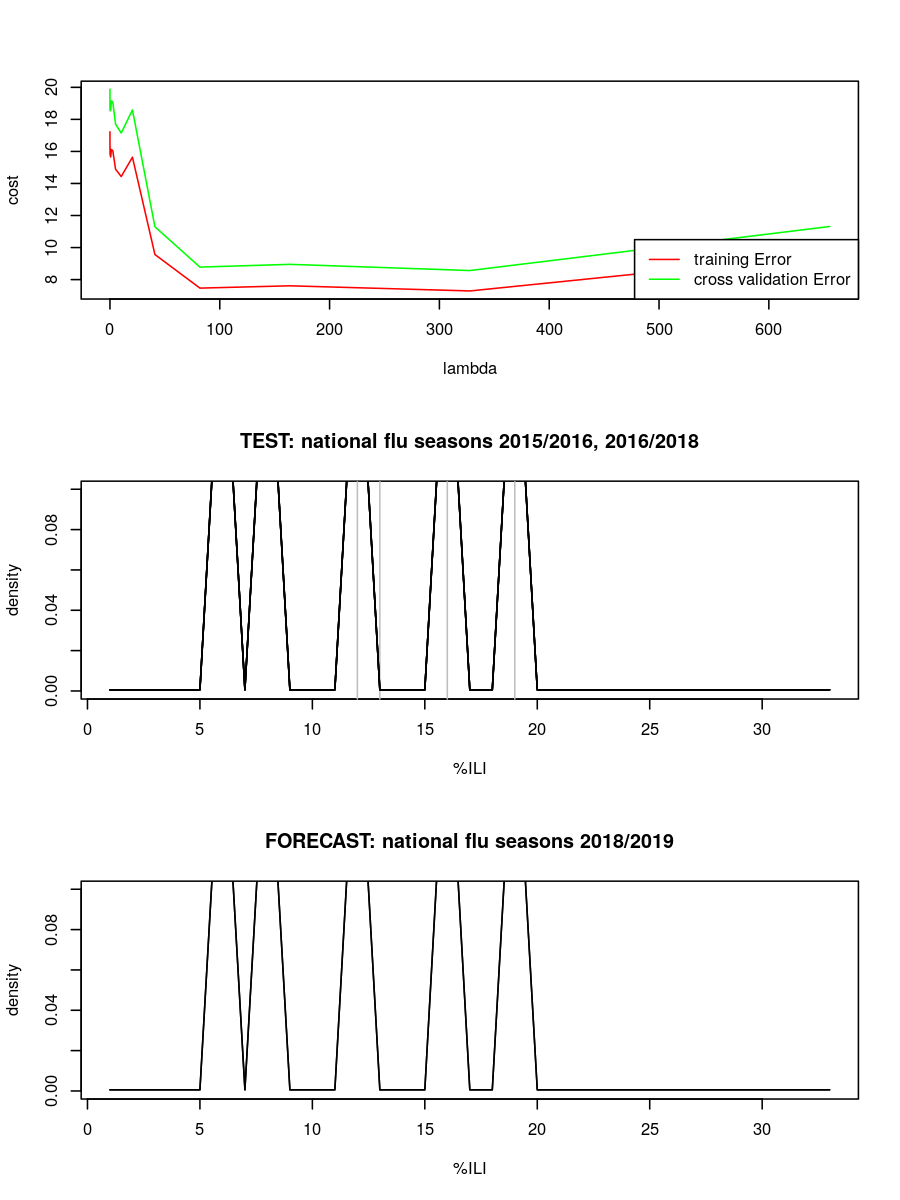 20
18
16
14
12
10
8
cost
training Error
cross validation Error
0 100 200 300 400 500 600
lambda
TEST: national flu seasons 2015/2016, 2016/2018
0.08
0.04
0.00
density
0 5 10 15 20 25 30
%ILI
FORECAST: national flu seasons 2018/2019
0.08
0.04
0.00
density
0 5 10 15 20 25 30
%ILI